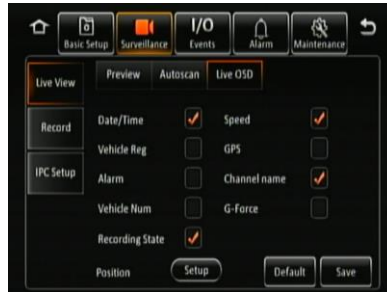 Basic Setup
Surveillance
I/O
Events
Alarm
Maintenance
Live View
Preview Autoscan Live OSD
Record
Date/Time Speed
Vehicle Reg GPS
IPC Setup
Alarm Channel name
Vehicle Num G-Force
Recording State
Position Setup Default Save